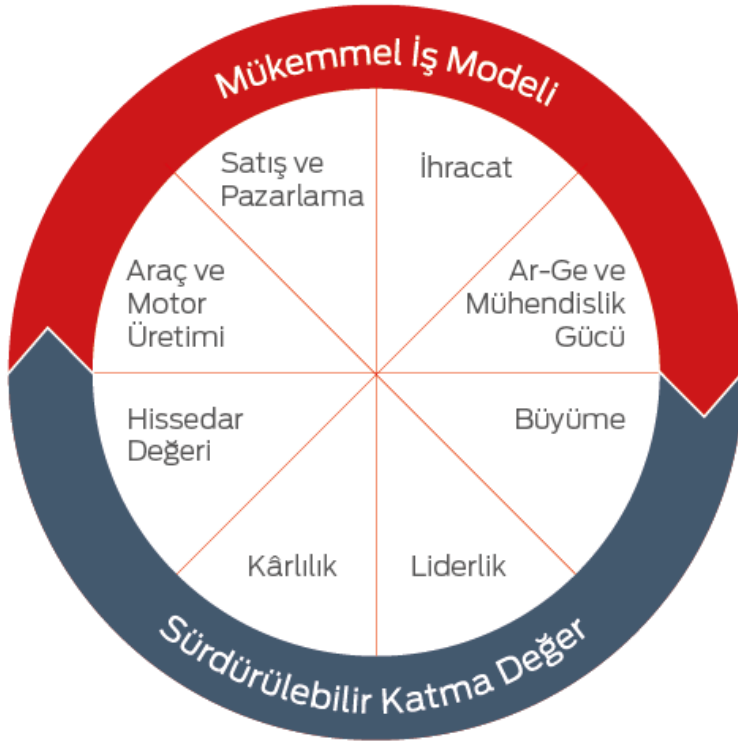 Mükemmel İş Modeli
Satış ve
Pazarlama
İhracat
Araç ve
Motor
Üretimi
Ar-Ge ve
Mühendislik
Gücü
Hissedar
Değeri
Büyüme
Kârlılık
Liderlik
Sürdürülebilir Katma Değer